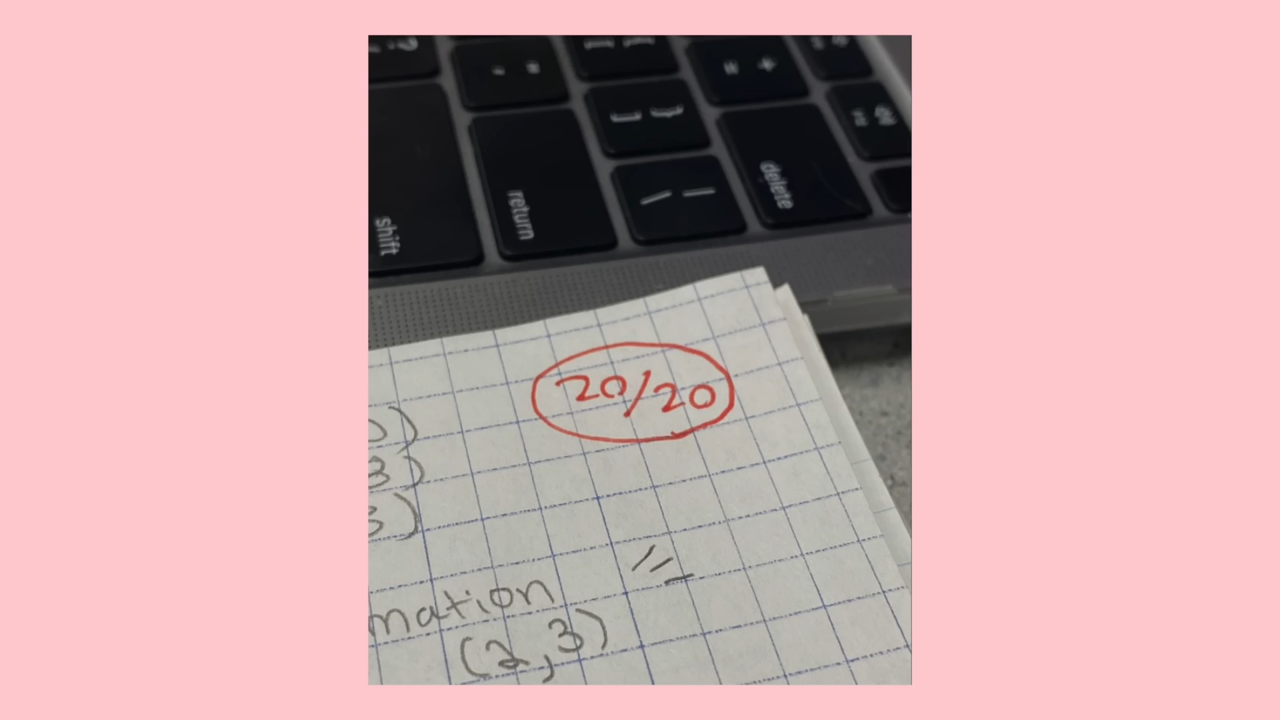 shift
return
delete
20/20
3)
mation
(2,3)